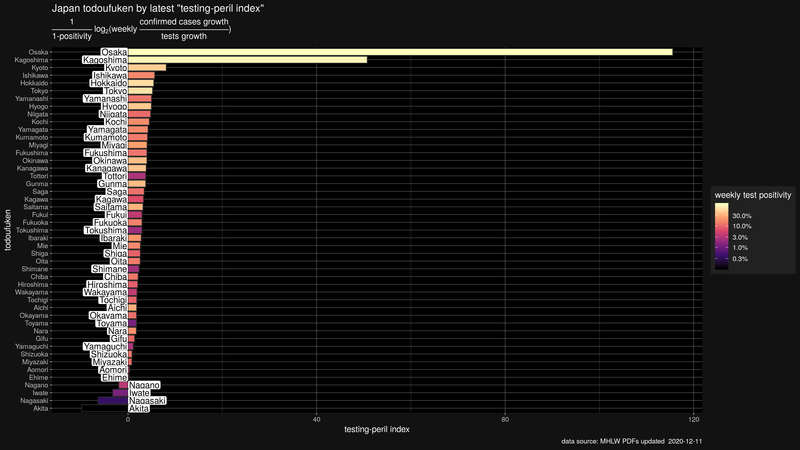 Japan todoufuken by latest "testing-peril index"
1 confirmed cases growth
log2(weekly )
1-positivity tests growth
Osaka Osaka
Kagoshima Kagoshima
Kyoto Kyoto
Ishikawa Ishikawa
Hokkaido Hokkaido
Tokyo Tokyo
Yamanashi Yamanashi
Hyogo Hyogo
Niigata Niigata
Kochi Kochi
Yamagata Yamagata
Kumamoto Kumamoto
Miyagi Miyagi
Fukushima Fukushima
Okinawa Okinawa
Kanagawa Kanagawa
Tottori Tottori
Gunma Gunma
Saga Saga
Kagawa Kagawa
Saitama Saitama
Fukui Fukui
Fukuoka Fukuoka
Tokushima Tokushima
Ibaraki Ibaraki
Mie Mie
Shiga Shiga
Oita Oita
Shimane Shimane
Chiba Chiba
Hiroshima Hiroshima
Wakayama Wakayama
Tochigi Tochigi
Aichi Aichi
Okayama Okayama
Toyama Toyama
Nara Nara
Gifu Gifu
Yamaguchi Yamaguchi
Shizuoka Shizuoka
Miyazaki Miyazaki
Aomori Aomori
Ehime Ehime
Nagano Nagano
Iwate Iwate
Nagasaki Nagasaki
Akita Akita
todoufuken
0 40 80 120
testing-peril index
weekly test positivity
30.0%
10.0%
3.0%
1.0%
0.3%
data source: MHLW PDFs updated 2020-12-11